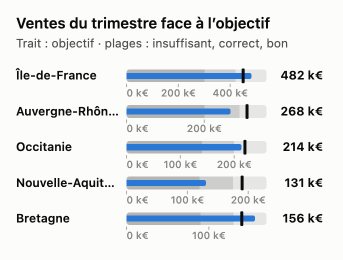 Ventes du trimestre face à l’objectif
Trait : objectif · plages : insuffisant, correct, bon
Île-de-France 482 k€
0 k€ 200 k€ 400 k€
Auvergne-Rhôn… 268 k€
0 k€ 200 k€
Occitanie 214 k€
0 k€ 100 k€ 200 k€
Nouvelle-Aquit… 131 k€
0 k€ 100 k€ 200 k€
Bretagne 156 k€
0 k€ 100 k€